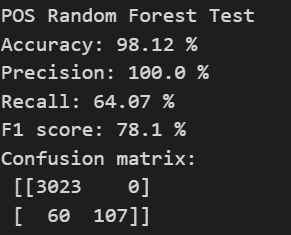 POS Random Forest Test
Accuracy: 98.12 %
Precision: 100.0 %
Recall: 64.07 %
F1 score: 78.1 %
Confusion matrix:
[[3023 0]
[ 60 107]]